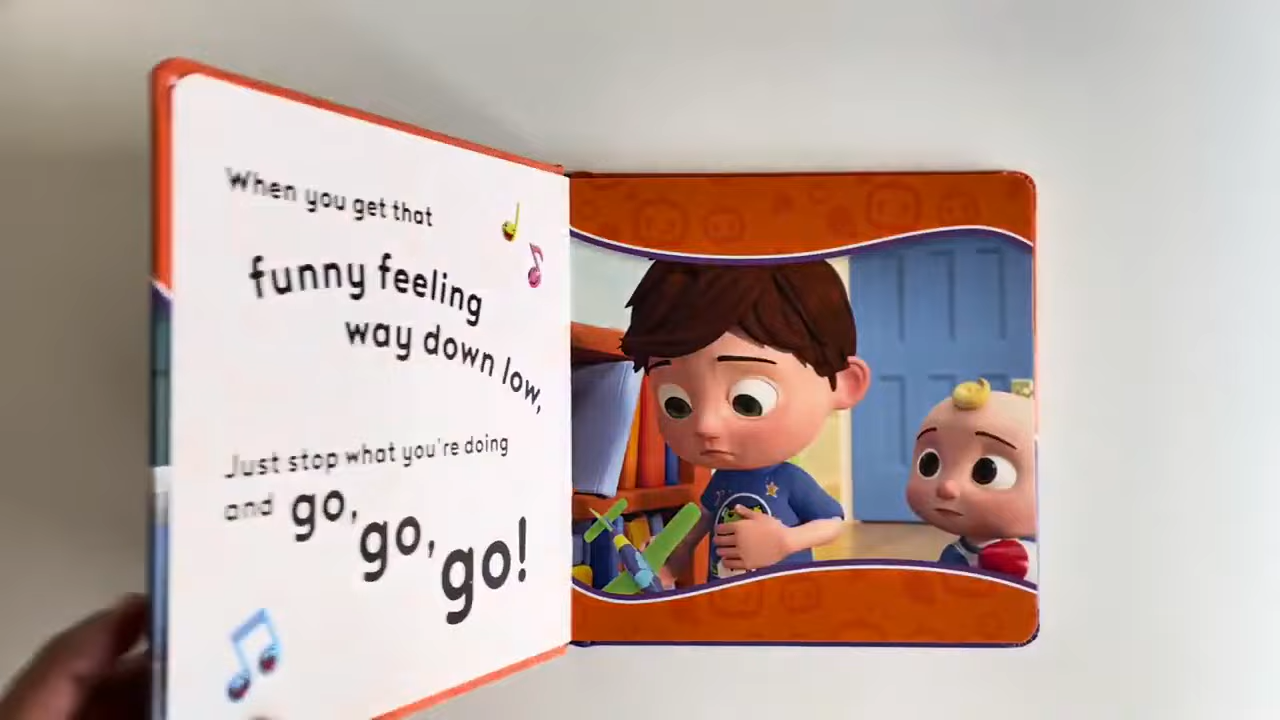 When you get that
funny feeling
way down low,
Just stop what you're doing
and go, go, go!